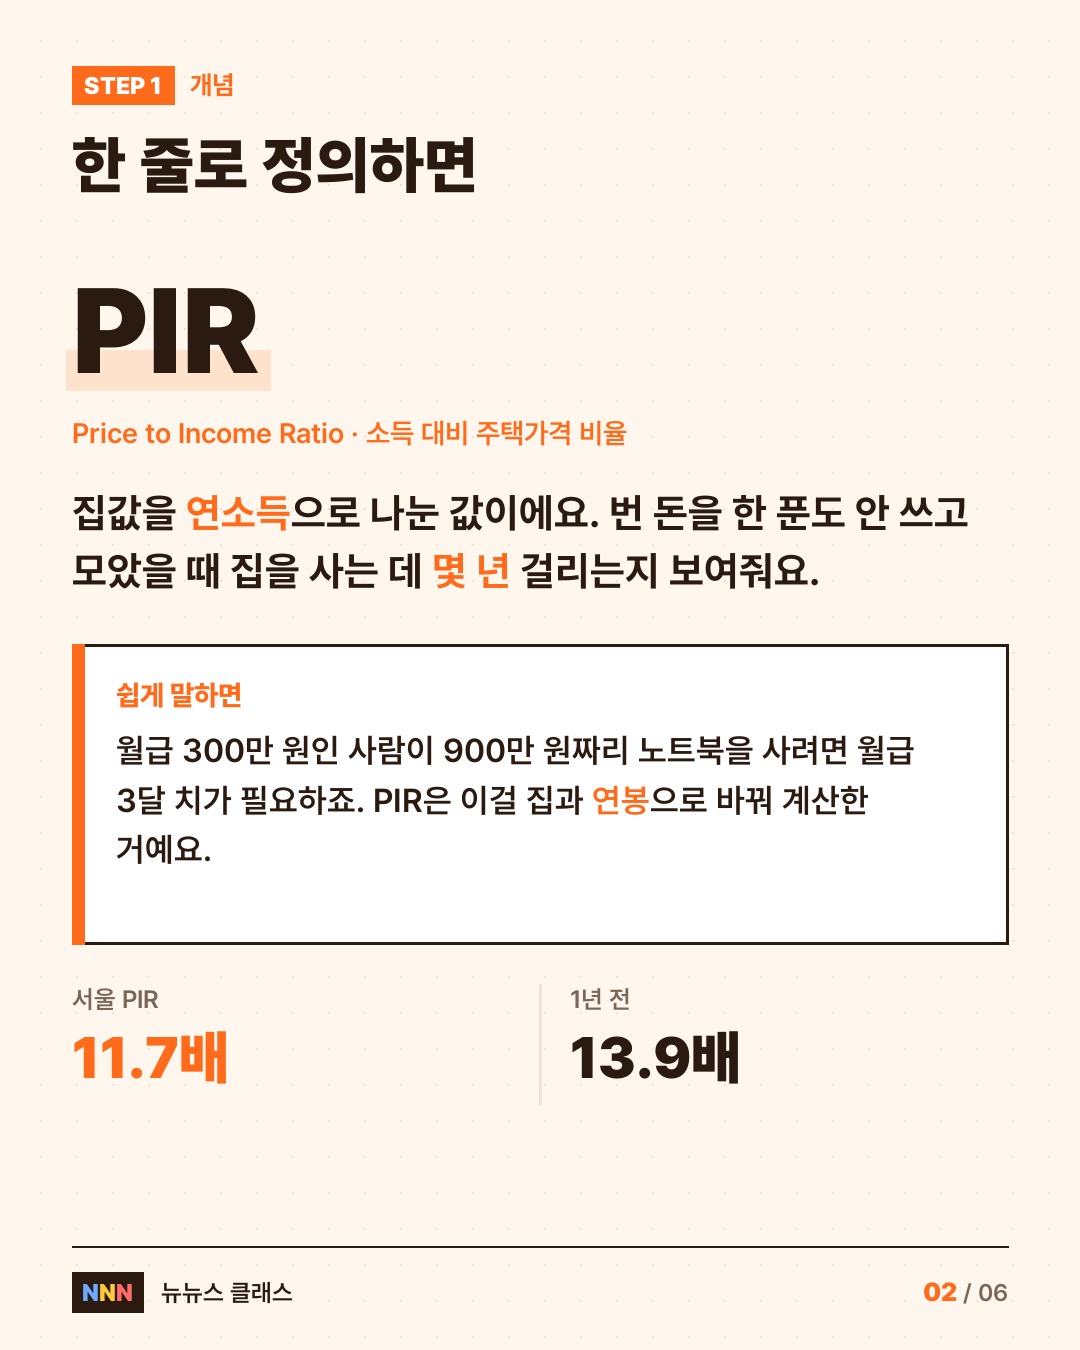 STEP 1 개념
한 줄로 정의하면
PIR
Price to Income Ratio · 소득 대비 주택가격 비율
집값을 연소득으로 나눈 값이에요. 번 돈을 한 푼도 안 쓰고
모았을 때 집을 사는 데 몇 년 걸리는지 보여줘요.
쉽게 말하면
월급 300만 원인 사람이 900만 원짜리 노트북을 사려면 월급
3달 치가 필요하죠. PIR은 이걸 집과 연봉으로 바꿔 계산한
거예요.
서울 PIR
11.7배
1년 전
13.9배
NNN 뉴뉴스 클래스
02 / 06